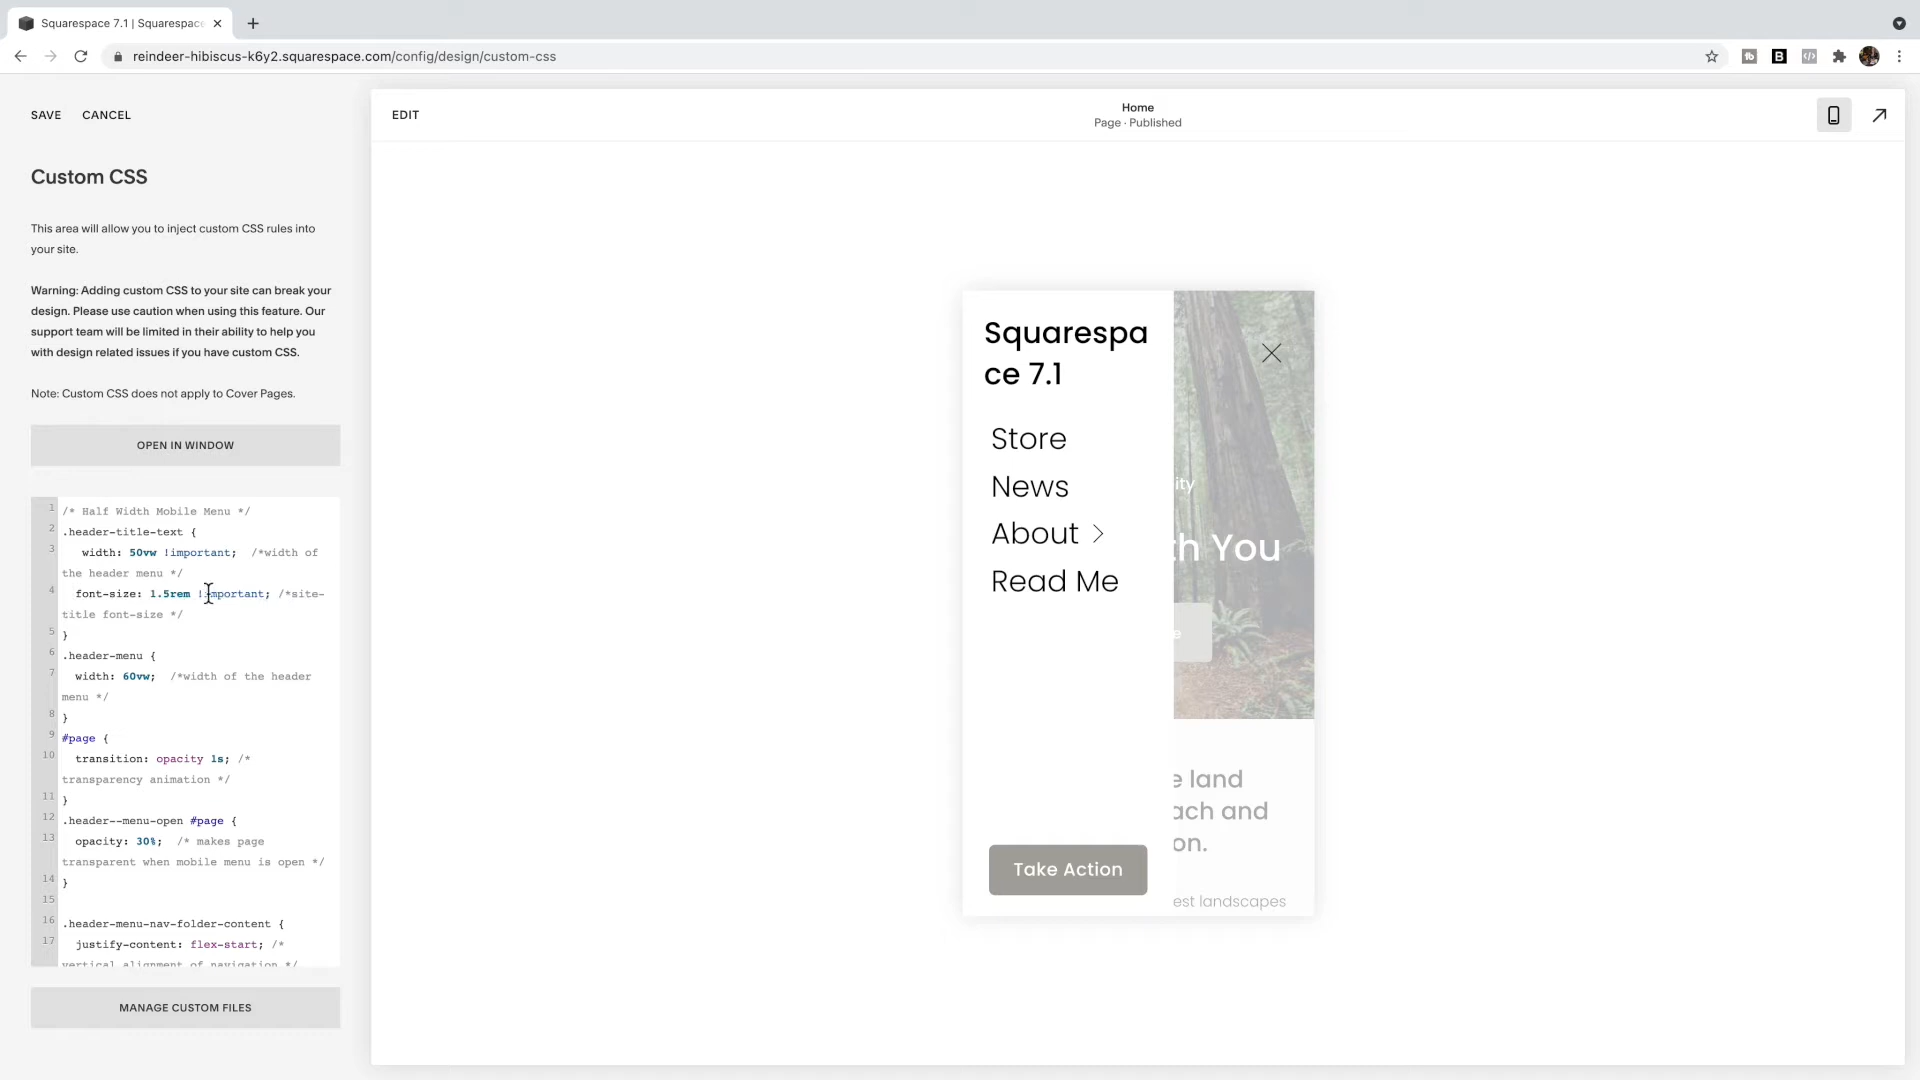 Squarespace 7.1 | Squarespac
reindeer-hibiscus-k6y2.squarespace.com/config/design/custom-css
SAVE CANCEL
EDIT
Home
Page · Published
Custom CSS
This area will allow you to inject custom CSS rules into
your site.
Warning: Adding custom CSS to your site can break your
design. Please use caution when using this feature. Our
support team will be limited in their ability to help you
with design related issues if you have custom CSS.
Note: Custom CSS does not apply to Cover Pages.
OPEN IN WINDOW
1 /* Half Width Mobile Menu */
2 .header-title-text {
3 width: 50vw !important; /*width of
the header menu */
4 font-size: 1.5rem !important; /*site-
title font-size */
5 }
6 .header-menu {
7 width: 60vw; /*width of the header
menu */
8 }
9 #page {
10 transition: opacity 1s; /*
transparency animation */
11 }
12 .header--menu-open #page {
13 opacity: 30%; /* makes page
transparent when mobile menu is open */
14 }
15
16 .header-menu-nav-folder-content {
17 justify-content: flex-start; /*
vertical alignment of navigation */
MANAGE CUSTOM FILES
Squarespa
ce 7.1
Store
News
About
Read Me
Take Action
ity
th You
e
e land
ach and
on.
est landscapes